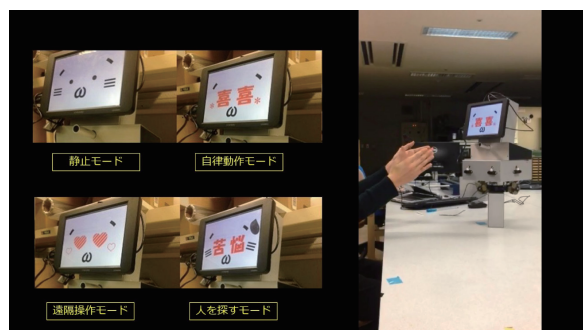 ω
喜 喜
ω
静止モード
自律動作モード
ω
苦 悩
ω
遠隔操作モード
人を探すモード
喜 喜
ω